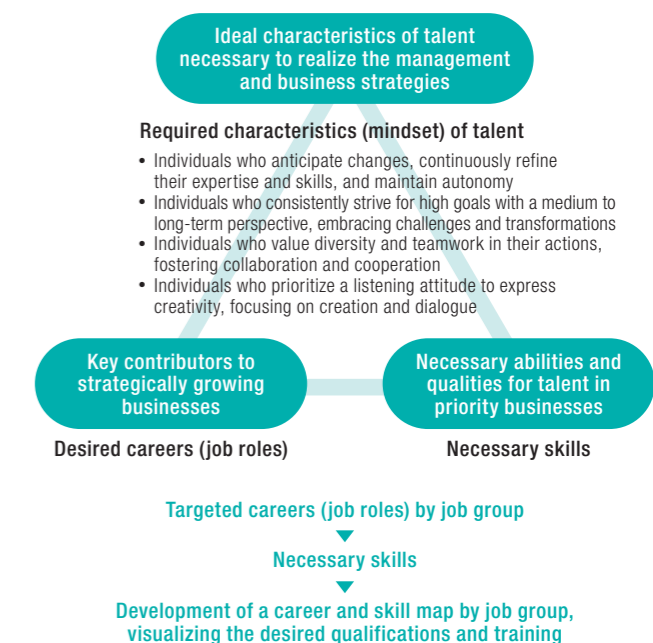 Ideal characteristics of talent
necessary to realize the management
and business strategies
Required characteristics (mindset) of talent
• Individuals who anticipate changes, continuously refine
their expertise and skills, and maintain autonomy
• Individuals who consistently strive for high goals with a medium to
long-term perspective, embracing challenges and transformations
• Individuals who value diversity and teamwork in their actions,
fostering collaboration and cooperation
• Individuals who prioritize a listening attitude to express
creativity, focusing on creation and dialogue
Key contributors to
strategically growing
businesses
Desired careers (job roles)
Necessary abilities and
qualities for talent in
priority businesses
Necessary skills
Targeted careers (job roles) by job group
Necessary skills
Development of a career and skill map by job group,
visualizing the desired qualifications and training